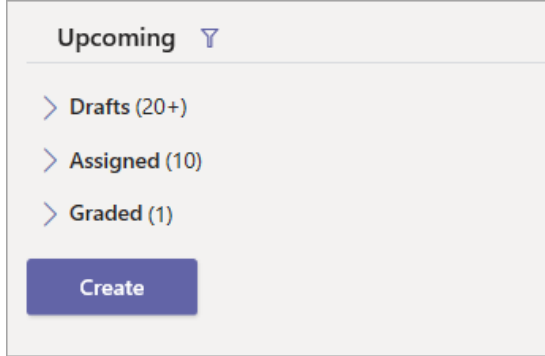 Upcoming
Drafts (20+)
Assigned (10)
Graded (1)
Create